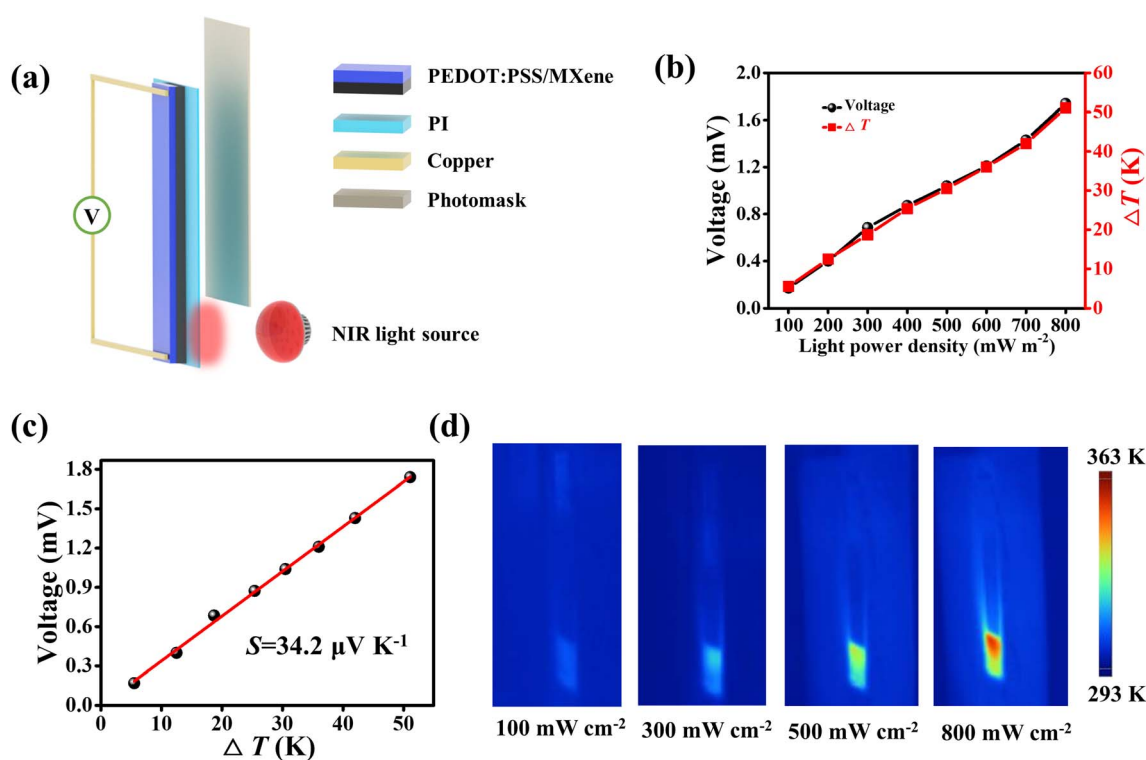 (a)
V
PEDOT:PSS/MXene
PI
Copper
Photomask
NIR light source
(b)
Voltage (mV)
2.0
1.6
1.2
0.8
0.4
0.0
Voltage
△ T
60
50
40
30
20
10
0
△T (K)
100 200 300 400 500 600 700 800
Light power density (mW m⁻²)
(c)
Voltage (mV)
1.8
1.5
1.2
0.9
0.6
0.3
0.0
S=34.2 μV K⁻¹
0 10 20 30 40 50
△ T (K)
(d)
363 K
293 K
100 mW cm⁻² 300 mW cm⁻² 500 mW cm⁻² 800 mW cm⁻²